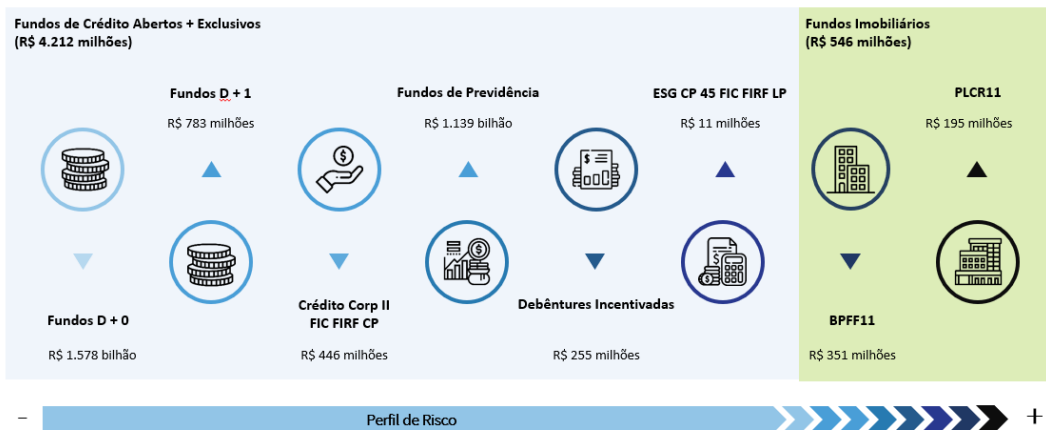 Fundos de Crédito Abertos + Exclusivos
(R$ 4.212 milhões)
Fundos Imobiliários
(R$ 546 milhões)
Fundos D + 1
R$ 783 milhões
Fundos de Previdência
R$ 1.139 bilhão
ESG CP 45 FIC FIRF LP
R$ 11 milhões
PLCR11
R$ 195 milhões
Fundos D + 0
R$ 1.578 bilhão
Crédito Corp II
FIC FIRF CP
R$ 446 milhões
Debêntures Incentivadas
R$ 255 milhões
BPFF11
R$ 351 milhões
– Perfil de Risco +